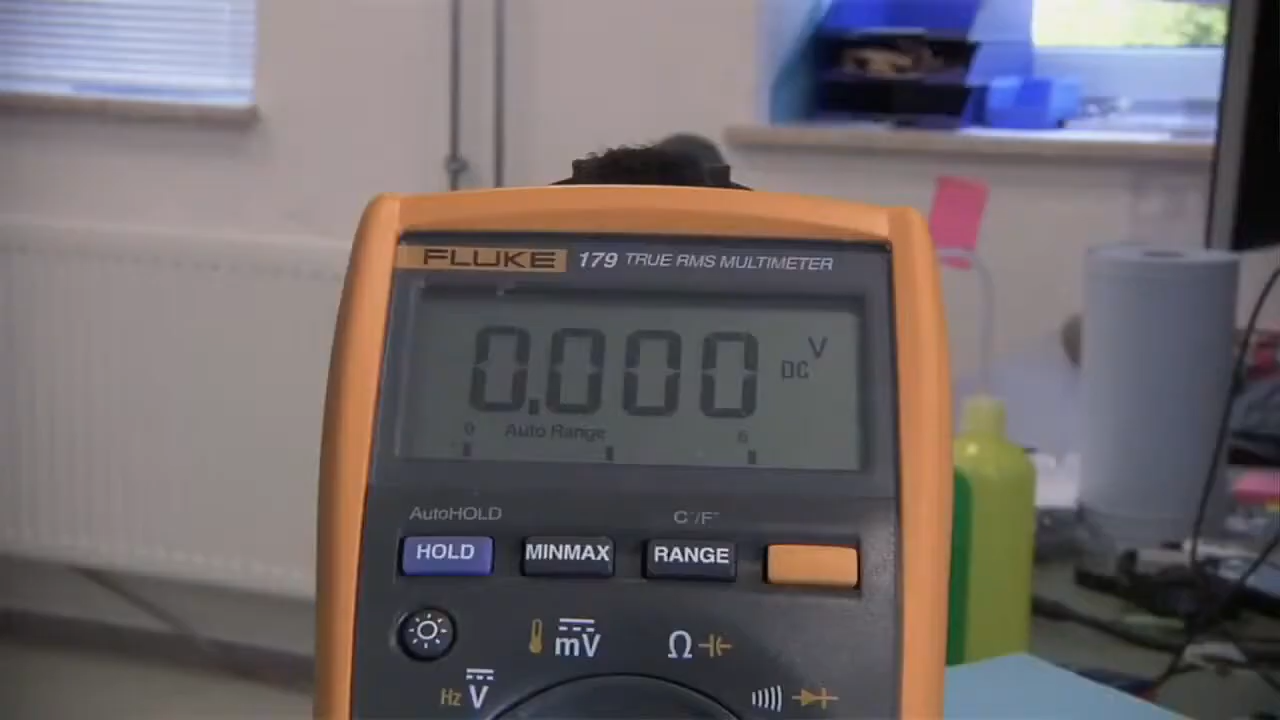 FLUKE 179 TRUE RMS MULTIMETER
0.000 DC V
0 Auto Range 6
AutoHOLD C°/F°
HOLD MINMAX RANGE
mV Ω
Hz V